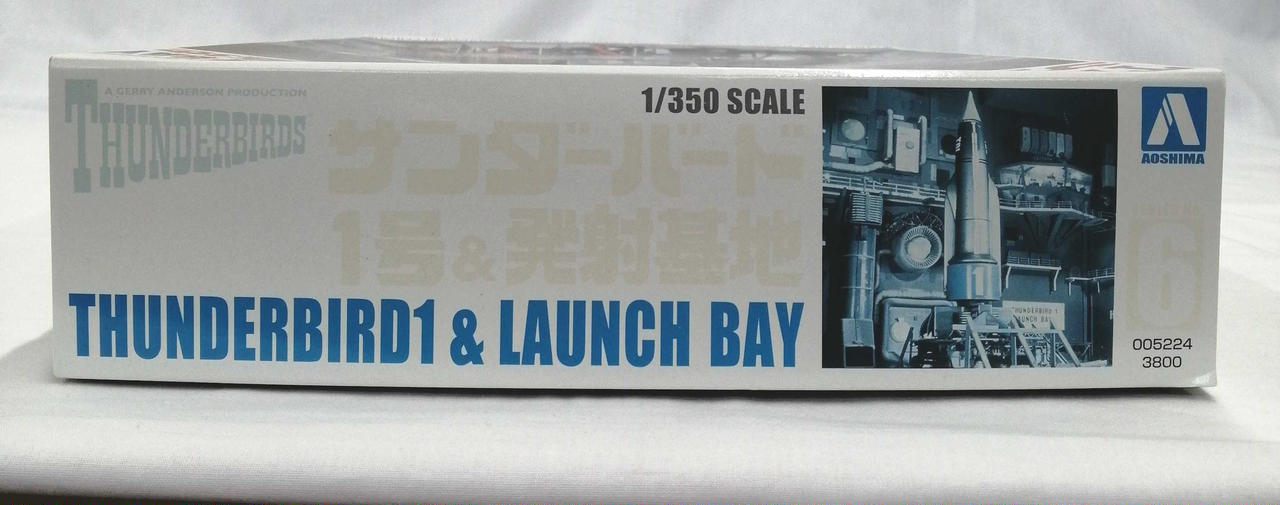 A GERRY ANDERSON PRODUCTION
THUNDERBIRDS
サンダーバード
1号&発射基地
THUNDERBIRD1 & LAUNCH BAY
1/350 SCALE
1
THUNDERBIRD 1
LAUNCH BAY
AOSHIMA
6
005224
3800